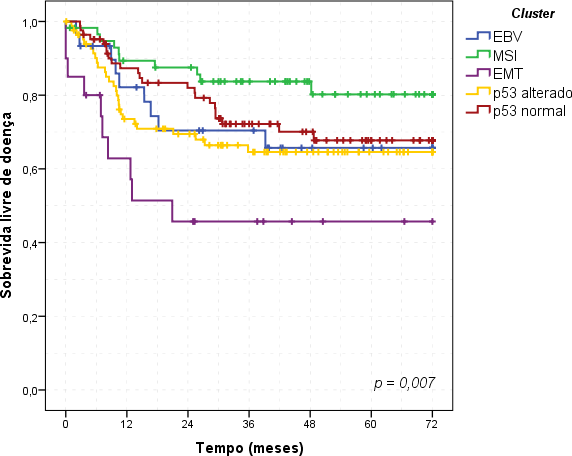 Cluster
EBV
MSI
EMT
p53 alterado
p53 normal
Sobrevida livre de doença
1,0
0,8
0,6
0,4
0,2
0,0
p = 0,007
0 12 24 36 48 60 72
Tempo (meses)